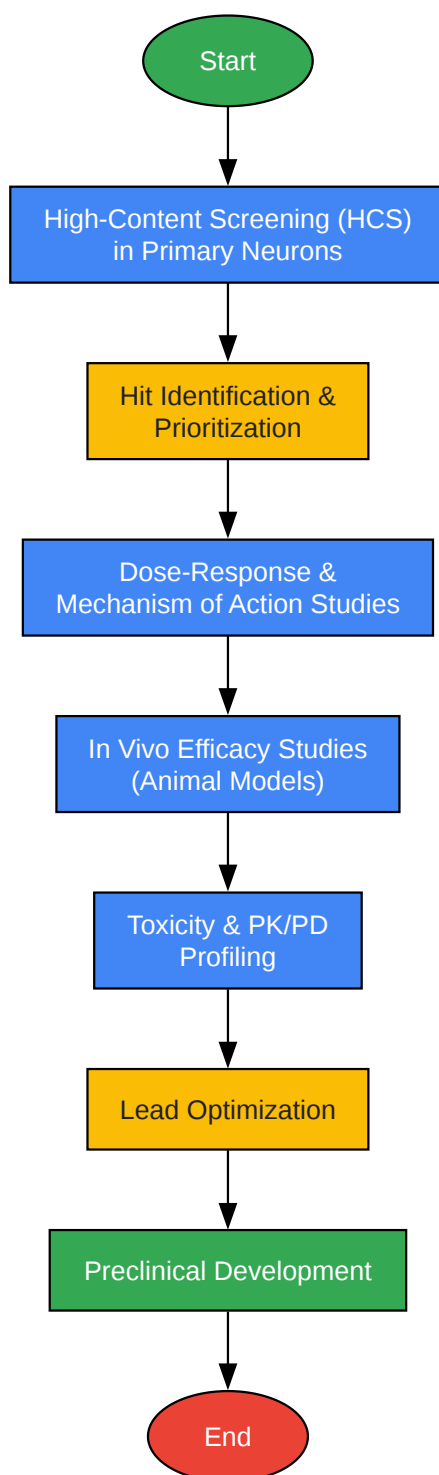 Start
High-Content Screening (HCS)
in Primary Neurons
Hit Identification &
Prioritization
Dose-Response &
Mechanism of Action Studies
In Vivo Efficacy Studies
(Animal Models)
Toxicity & PK/PD
Profiling
Lead Optimization
Preclinical Development
End